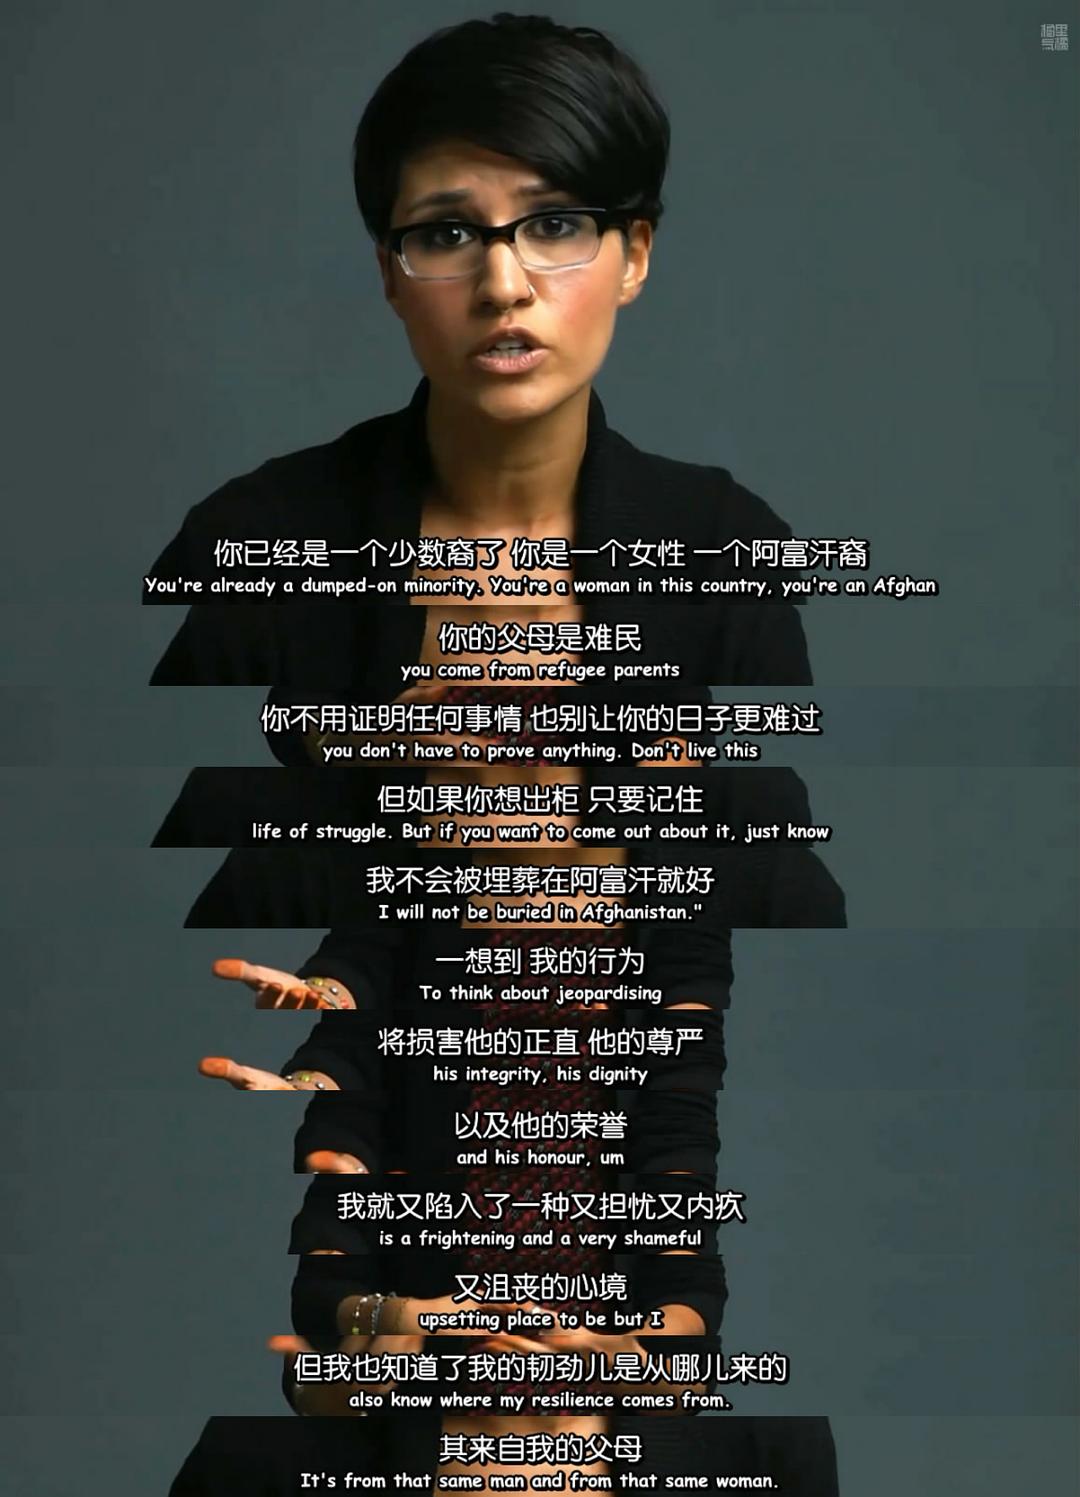 橘里
橘气
你已经是一个少数裔了 你是一个女性 一个阿富汗裔
You're already a dumped-on minority. You're a woman in this country, you're an Afghan
你的父母是难民
you come from refugee parents
你不用证明任何事情 也别让你的日子更难过
you don't have to prove anything. Don't live this
但如果你想出柜 只要记住
life of struggle. But if you want to come out about it, just know
我不会被埋葬在阿富汗就好
I will not be buried in Afghanistan."
一想到 我的行为
To think about jeopardising
将损害他的正直 他的尊严
his integrity, his dignity
以及他的荣誉
and his honour, um
我就又陷入了一种又担忧又内疚
is a frightening and a very shameful
又沮丧的心境
upsetting place to be but I
但我也知道了我的韧劲儿是从哪儿来的
also know where my resilience comes from.
其来自我的父母
It's from that same man and from that same woman.